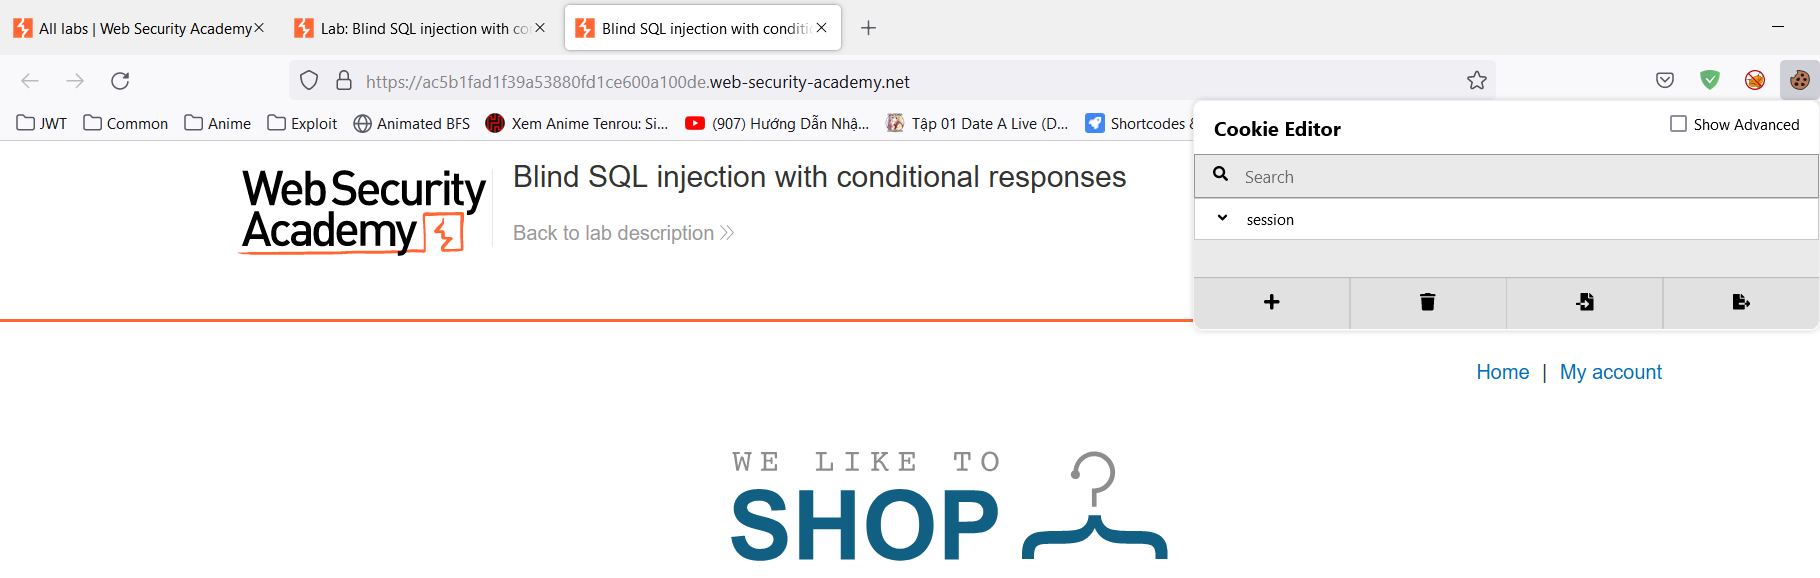 All labs | Web Security Academy
Lab: Blind SQL injection with co
Blind SQL injection with conditi
https://ac5b1fad1f39a53880fd1ce600a100de.web-security-academy.net
JWT
Common
Anime
Exploit
Animated BFS
Xem Anime Tenrou: Si...
(907) Hướng Dẫn Nhậ...
Tập 01 Date A Live (D...
Shortcodes &
Cookie Editor
Show Advanced
Search
session
Web Security
Academy
Blind SQL injection with conditional responses
Back to lab description
Home | My account
WE LIKE TO
SHOP